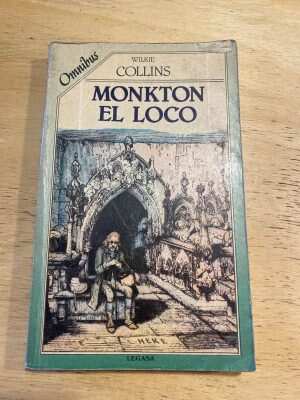 Omnibus
WILKIE
COLLINS
MONKTON
EL LOCO
LEGASA